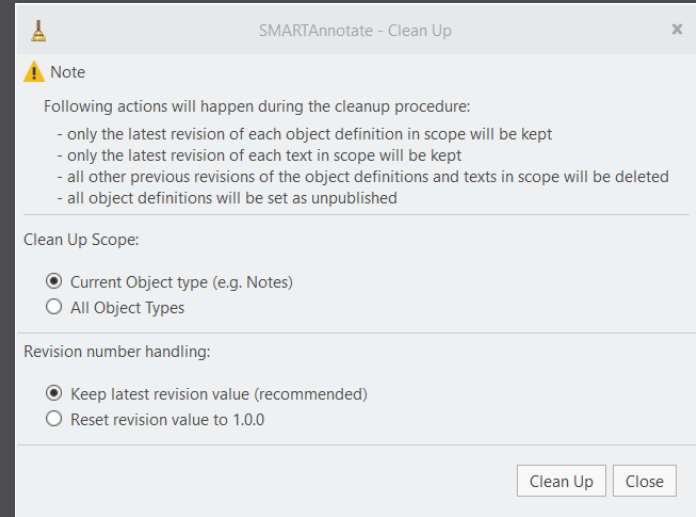 SMARTAnnotate - Clean Up
Note
Following actions will happen during the cleanup procedure:
- only the latest revision of each object definition in scope will be kept
- only the latest revision of each text in scope will be kept
- all other previous revisions of the object definitions and texts in scope will be deleted
- all object definitions will be set as unpublished
Clean Up Scope:
Current Object type (e.g. Notes)
All Object Types
Revision number handling:
Keep latest revision value (recommended)
Reset revision value to 1.0.0
Clean Up Close